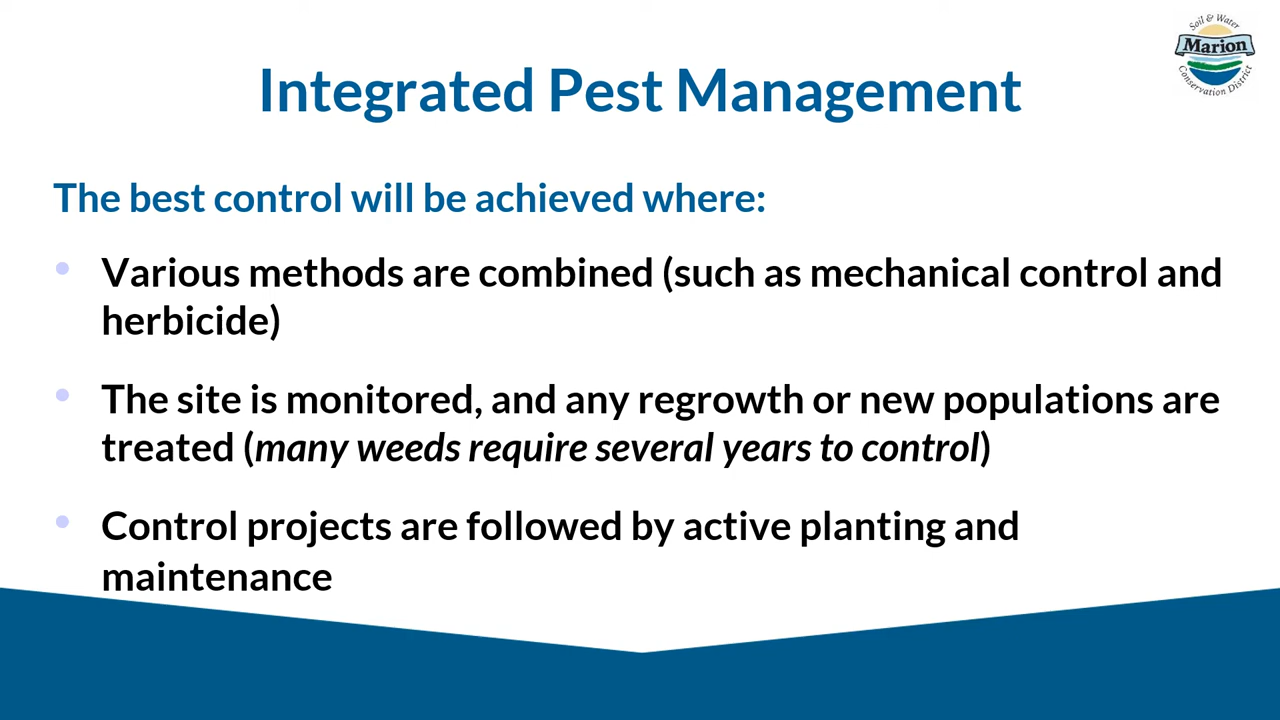 Soil & Water
Marion
Conservation District
Integrated Pest Management
The best control will be achieved where:
• Various methods are combined (such as mechanical control and
herbicide)
• The site is monitored, and any regrowth or new populations are
treated (many weeds require several years to control)
• Control projects are followed by active planting and
maintenance